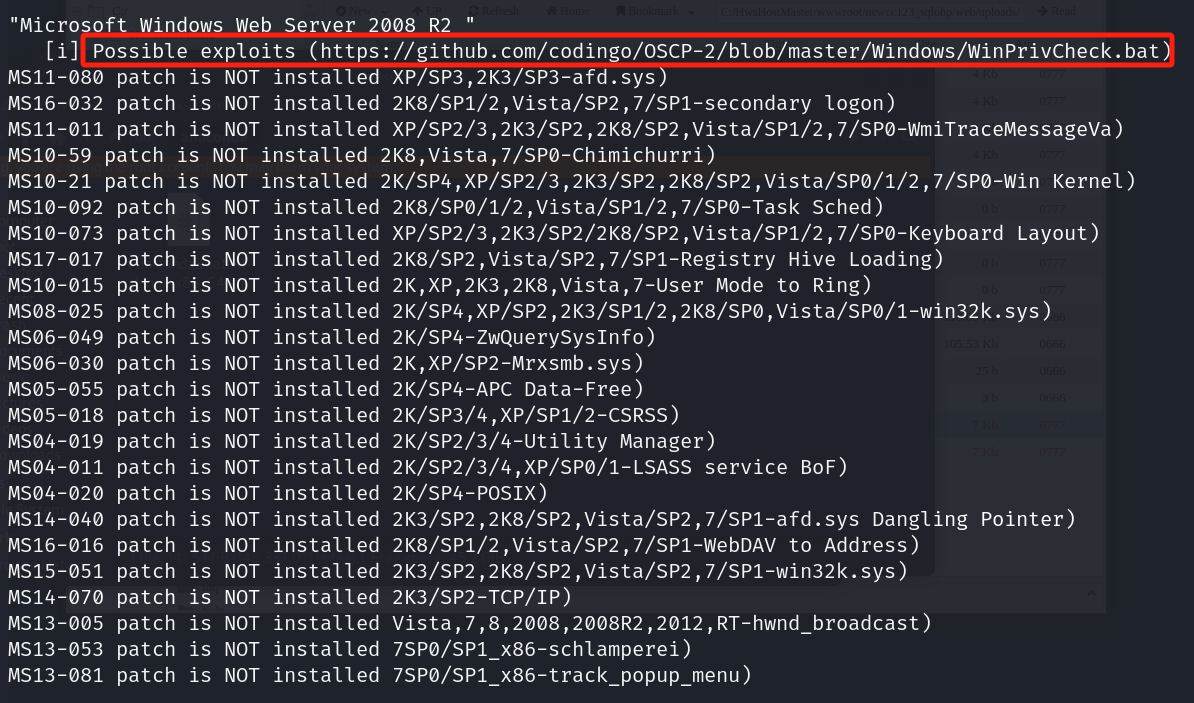 "Microsoft Windows Web Server 2008 R2 "
[i] Possible exploits (https://github.com/codingo/OSCP-2/blob/master/Windows/WinPrivCheck.bat)
MS11-080 patch is NOT installed XP/SP3,2K3/SP3-afd.sys)
MS16-032 patch is NOT installed 2K8/SP1/2,Vista/SP2,7/SP1-secondary logon)
MS11-011 patch is NOT installed XP/SP2/3,2K3/SP2,2K8/SP2,Vista/SP1/2,7/SP0-WmiTraceMessageVa)
MS10-59 patch is NOT installed 2K8,Vista,7/SP0-Chimichurri)
MS10-21 patch is NOT installed 2K/SP4,XP/SP2/3,2K3/SP2,2K8/SP2,Vista/SP0/1/2,7/SP0-Win Kernel)
MS10-092 patch is NOT installed 2K8/SP0/1/2,Vista/SP1/2,7/SP0-Task Sched)
MS10-073 patch is NOT installed XP/SP2/3,2K3/SP2/2K8/SP2,Vista/SP1/2,7/SP0-Keyboard Layout)
MS17-017 patch is NOT installed 2K8/SP2,Vista/SP2,7/SP1-Registry Hive Loading)
MS10-015 patch is NOT installed 2K,XP,2K3,2K8,Vista,7-User Mode to Ring)
MS08-025 patch is NOT installed 2K/SP4,XP/SP2,2K3/SP1/2,2K8/SP0,Vista/SP0/1-win32k.sys)
MS06-049 patch is NOT installed 2K/SP4-ZwQuerySysInfo)
MS06-030 patch is NOT installed 2K,XP/SP2-Mrxsmb.sys)
MS05-055 patch is NOT installed 2K/SP4-APC Data-Free)
MS05-018 patch is NOT installed 2K/SP3/4,XP/SP1/2-CSRSS)
MS04-019 patch is NOT installed 2K/SP2/3/4-Utility Manager)
MS04-011 patch is NOT installed 2K/SP2/3/4,XP/SP0/1-LSASS service BoF)
MS04-020 patch is NOT installed 2K/SP4-POSIX)
MS14-040 patch is NOT installed 2K3/SP2,2K8/SP2,Vista/SP2,7/SP1-afd.sys Dangling Pointer)
MS16-016 patch is NOT installed 2K8/SP1/2,Vista/SP2,7/SP1-WebDAV to Address)
MS15-051 patch is NOT installed 2K3/SP2,2K8/SP2,Vista/SP2,7/SP1-win32k.sys)
MS14-070 patch is NOT installed 2K3/SP2-TCP/IP)
MS13-005 patch is NOT installed Vista,7,8,2008,2008R2,2012,RT-hwnd_broadcast)
MS13-053 patch is NOT installed 7SP0/SP1_x86-schlamperei)
MS13-081 patch is NOT installed 7SP0/SP1_x86-track_popup_menu)